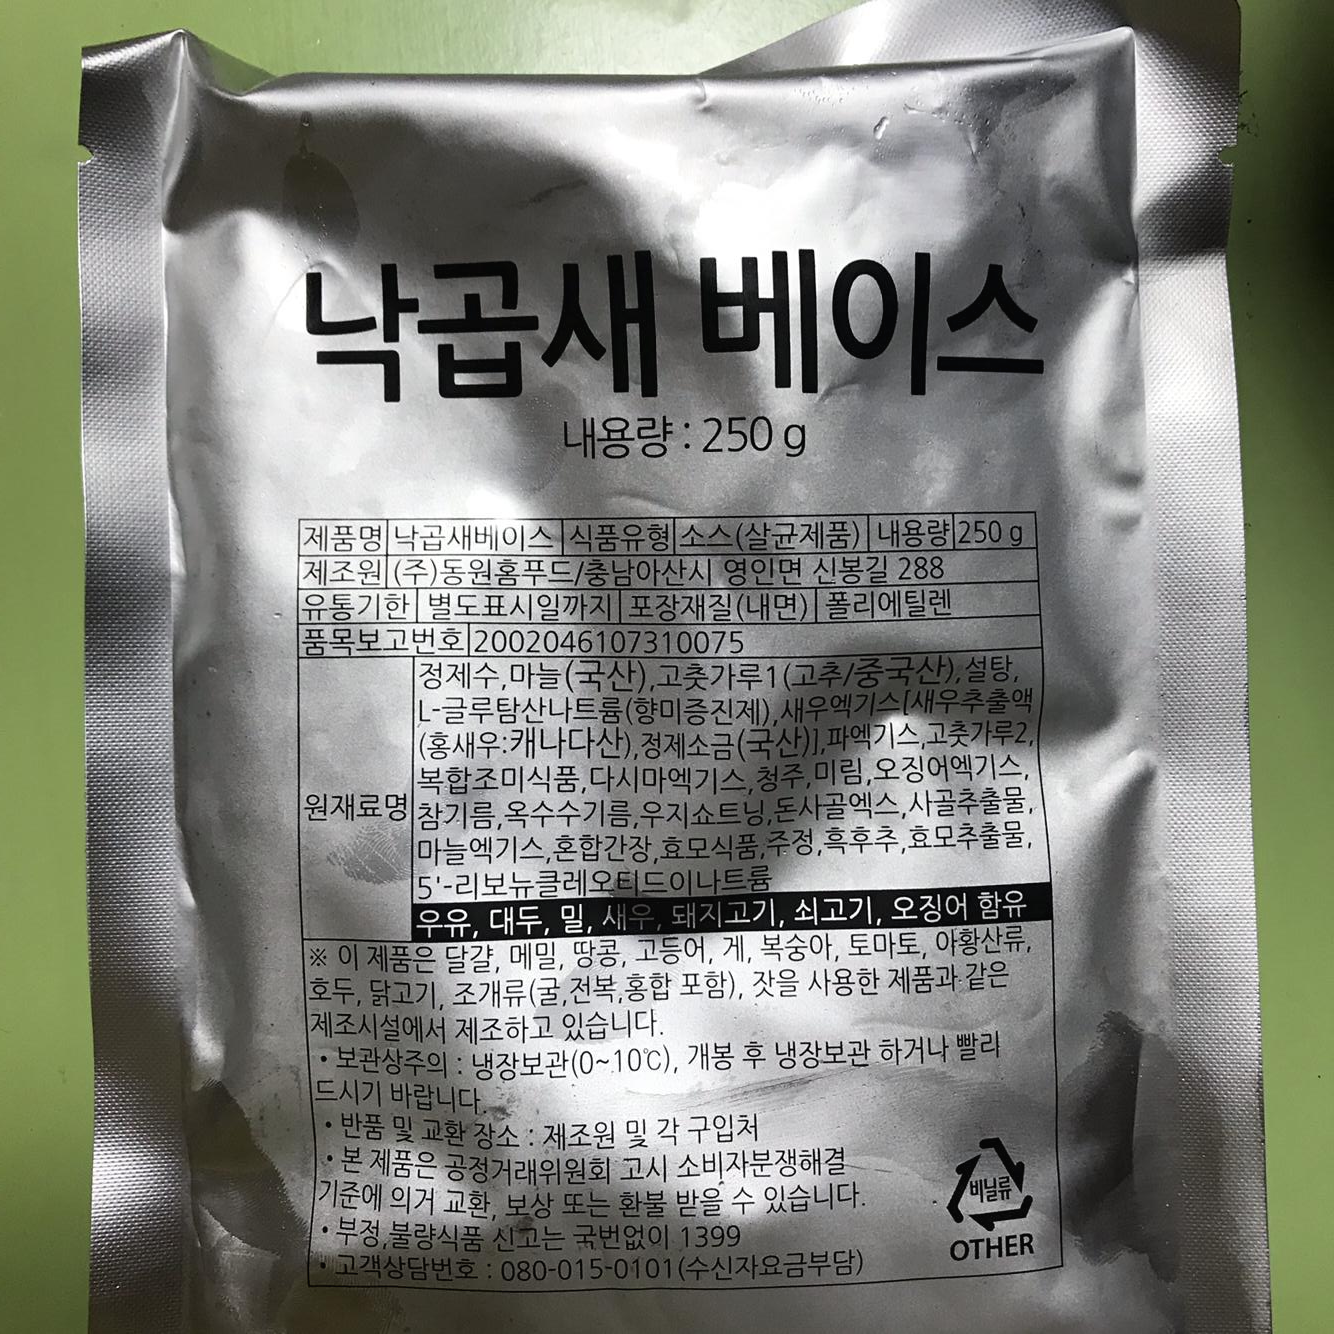 낙곱새 베이스
내용량 : 250 g
제품명 낙곱새베이스 식품유형 소스(살균제품) 내용량 250 g
제조원 (주)동원홈푸드/충남아산시 영인면 신봉길 288
유통기한 별도표시일까지 포장재질(내면) 폴리에틸렌
품목보고번호 2002046107310075
원재료명
정제수,마늘(국산),고춧가루1(고추/중국산),설탕,
L-글루탐산나트륨(향미증진제),새우엑기스[새우추출액
(홍새우:캐나다산),정제소금(국산)],파엑기스,고춧가루2,
복합조미식품,다시마엑기스,청주,미림,오징어엑기스,
참기름,옥수수기름,우지쇼트닝,돈사골엑스,사골추출물,
마늘엑기스,혼합간장,효모식품,주정,흑후추,효모추출물,
5'-리보뉴클레오티드이나트륨
우유, 대두, 밀, 새우, 돼지고기, 쇠고기, 오징어 함유
※ 이 제품은 달걀, 메밀, 땅콩, 고등어, 게, 복숭아, 토마토, 아황산류,
호두, 닭고기, 조개류(굴,전복,홍합 포함), 잣을 사용한 제품과 같은
제조시설에서 제조하고 있습니다.
• 보관상주의 : 냉장보관(0~10℃), 개봉 후 냉장보관 하거나 빨리
드시기 바랍니다.
• 반품 및 교환 장소 : 제조원 및 각 구입처
• 본 제품은 공정거래위원회 고시 소비자분쟁해결
기준에 의거 교환, 보상 또는 환불 받을 수 있습니다.
• 부정,불량식품 신고는 국번없이 1399
• 고객상담번호 : 080-015-0101(수신자요금부담)
비닐류
OTHER